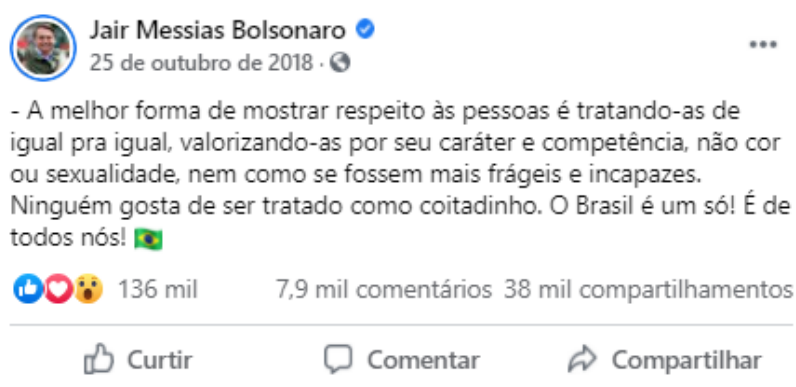 Jair Messias Bolsonaro
25 de outubro de 2018 ·
- A melhor forma de mostrar respeito às pessoas é tratando-as de
igual pra igual, valorizando-as por seu caráter e competência, não cor
ou sexualidade, nem como se fossem mais frágeis e incapazes.
Ninguém gosta de ser tratado como coitadinho. O Brasil é um só! É de
todos nós! 🇧🇷
136 mil 7,9 mil comentários 38 mil compartilhamentos
Curtir Comentar Compartilhar